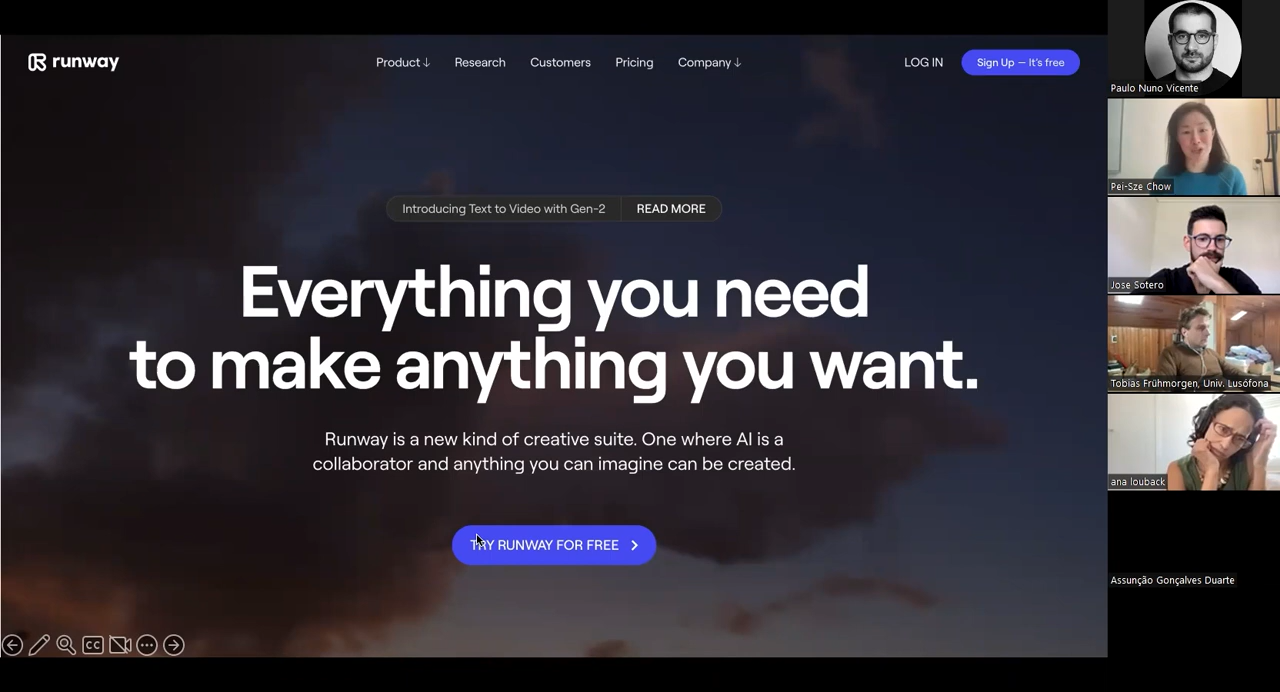 runway
Product ↓ Research Customers Pricing Company ↓ LOG IN Sign Up — It's free
Introducing Text to Video with Gen-2 READ MORE
Everything you need
to make anything you want.
Runway is a new kind of creative suite. One where AI is a
collaborator and anything you can imagine can be created.
TRY RUNWAY FOR FREE
CC
Paulo Nuno Vicente
Pei-Sze Chow
Jose Sotero
Tobias Frühmorgen, Univ. Lusófona
ana louback
Assunção Gonçalves Duarte